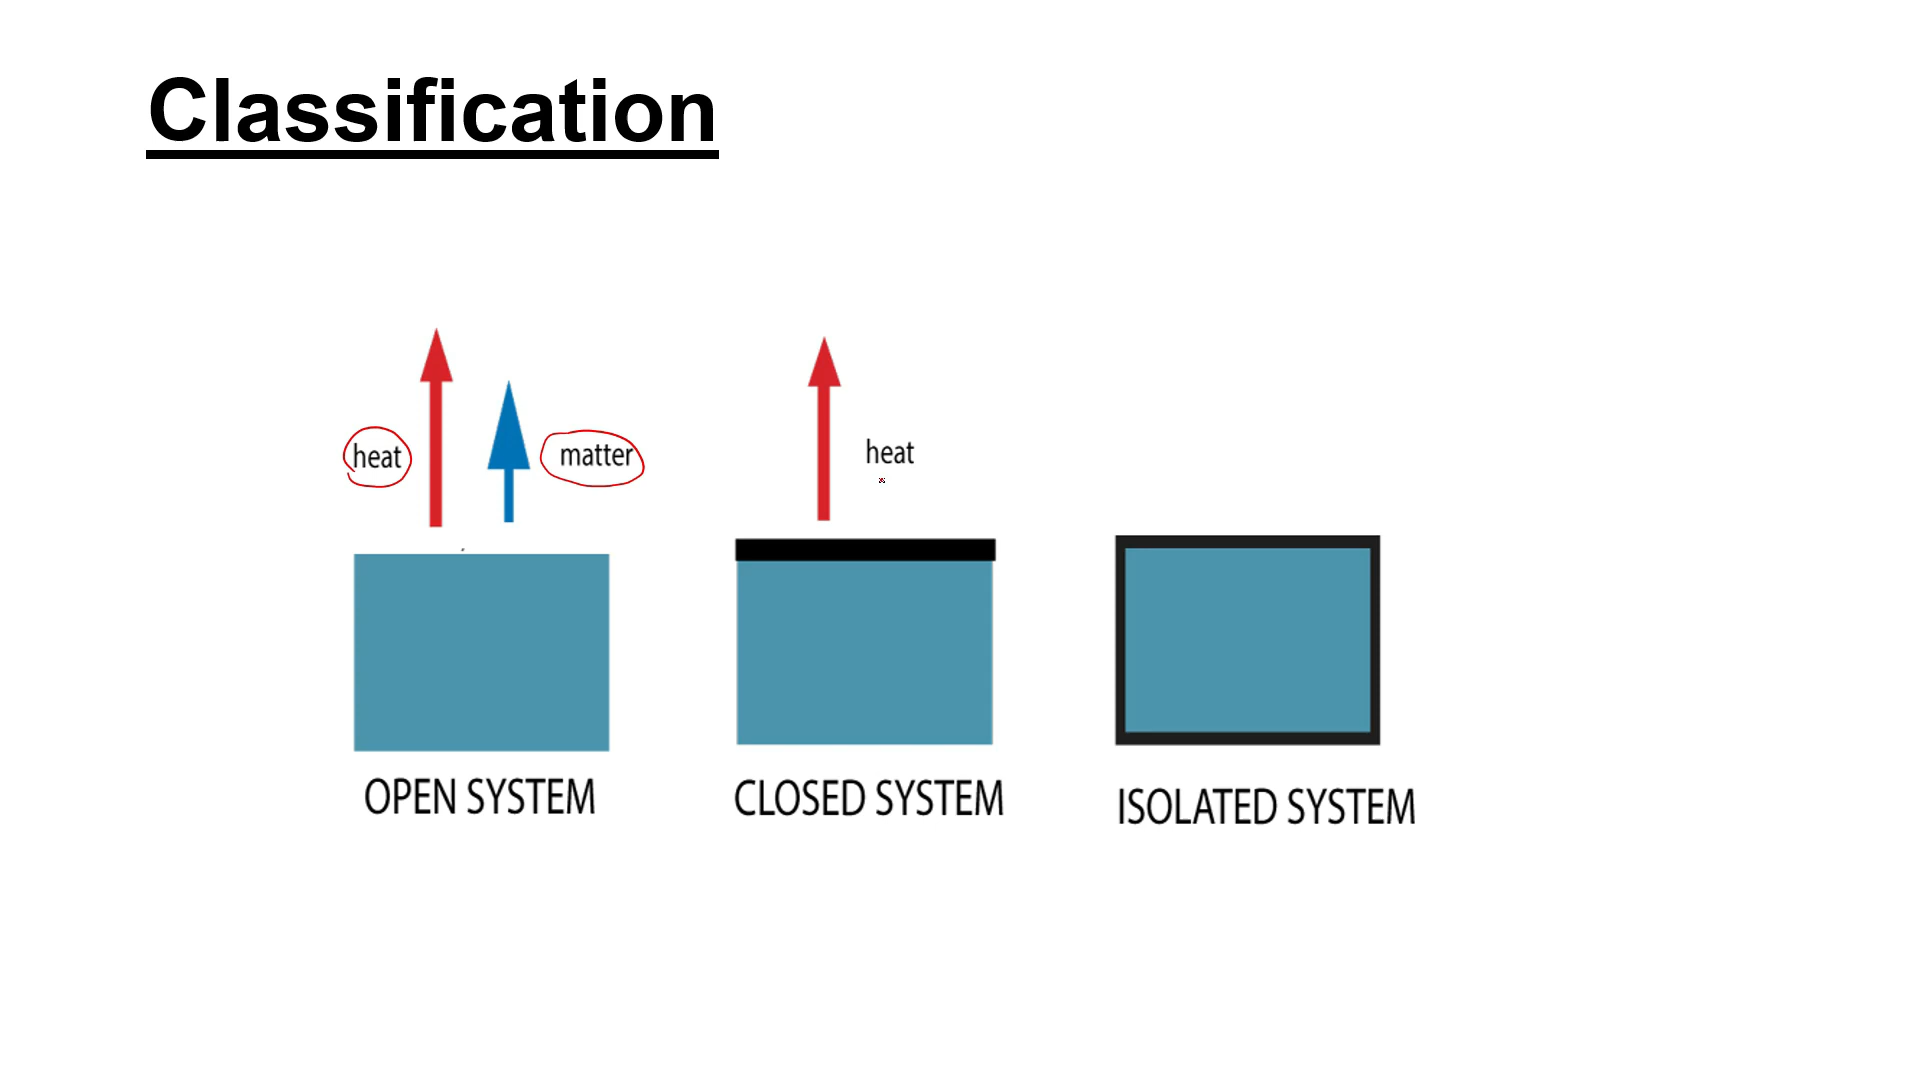 Classification
heat
matter
heat
OPEN SYSTEM
CLOSED SYSTEM
ISOLATED SYSTEM